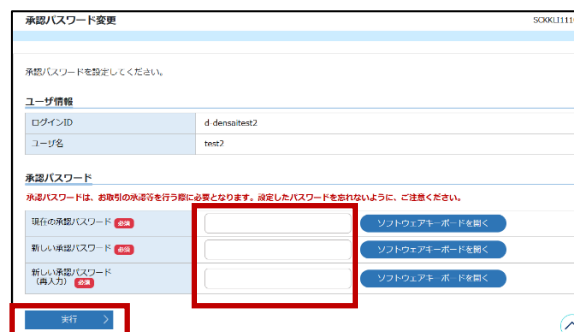 承認パスワード変更 SCKKLI111
承認パスワードを設定してください。
ユーザ情報
ログインID d-densaitest2
ユーザ名 test2
承認パスワード
承認パスワードは、お取引の承認等を行う際に必要となります。設定したパスワードを忘れないように、ご注意ください。
現在の承認パスワード 必須 ソフトウェアキーボードを開く
新しい承認パスワード 必須 ソフトウェアキーボードを開く
新しい承認パスワード
（再入力） 必須 ソフトウェアキーボードを開く
実行